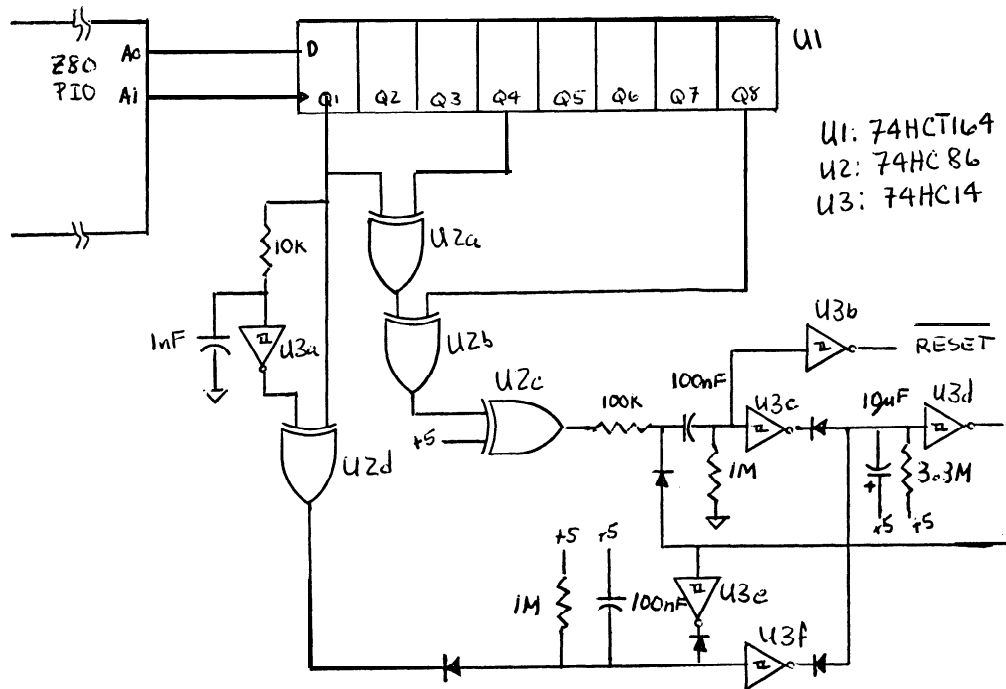 Z80
PIO
A0
A1
D
Q1 Q2 Q3 Q4 Q5 Q6 Q7 Q8
U1
U1: 74HCT164
U2: 74HC86
U3: 74HC14
10K
U2a
1nF
U3a
U2b
U3b
RESET
U2c
100K
100nF
U3c
10µF
U3d
+5
U2d
1M
3.3M
+5
+5
+5
+5
1M
100nF
U3e
U3f